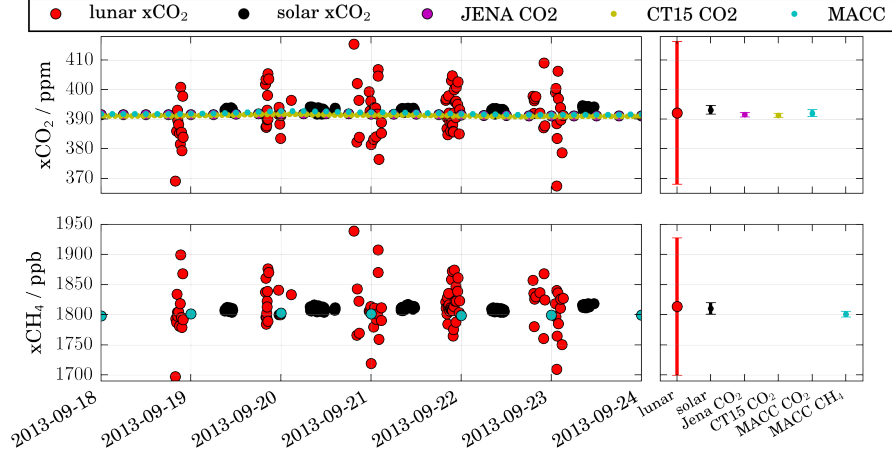 lunar xCO₂ solar xCO₂ JENA CO2 CT15 CO2 MACC
xCO₂ / ppm
410
400
390
380
370
xCH₄ / ppb
1950
1900
1850
1800
1750
1700
2013-09-18 2013-09-19 2013-09-20 2013-09-21 2013-09-22 2013-09-23 2013-09-24
lunar solar Jena CO₂ CT15 CO₂ MACC CO₂ MACC CH₄